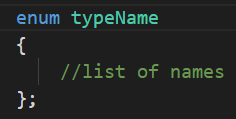 enum typeName
{
    //list of names
};